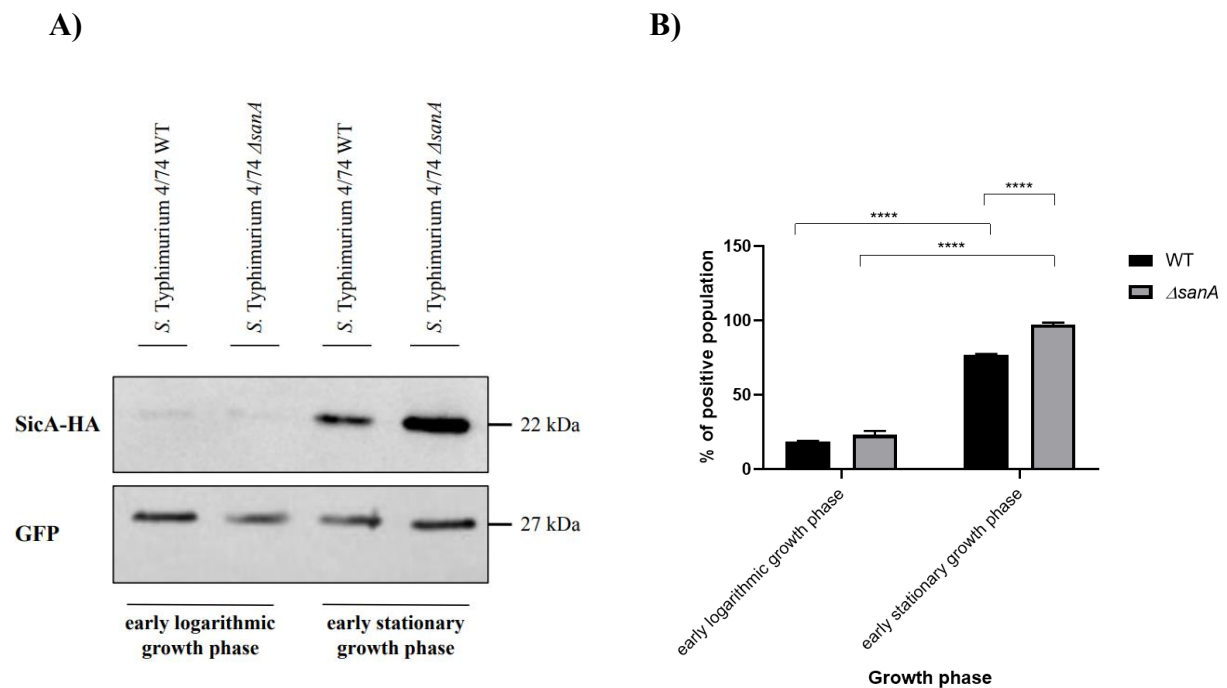 A)
S. Typhimurium 4/74 WT
S. Typhimurium 4/74 ΔsanA
S. Typhimurium 4/74 WT
S. Typhimurium 4/74 ΔsanA
SicA-HA
22 kDa
GFP
27 kDa
early logarithmic
growth phase
early stationary
growth phase
B)
****
****
****
150
100
50
0
% of positive population
WT
ΔsanA
early logarithmic growth phase
early stationary growth phase
Growth phase